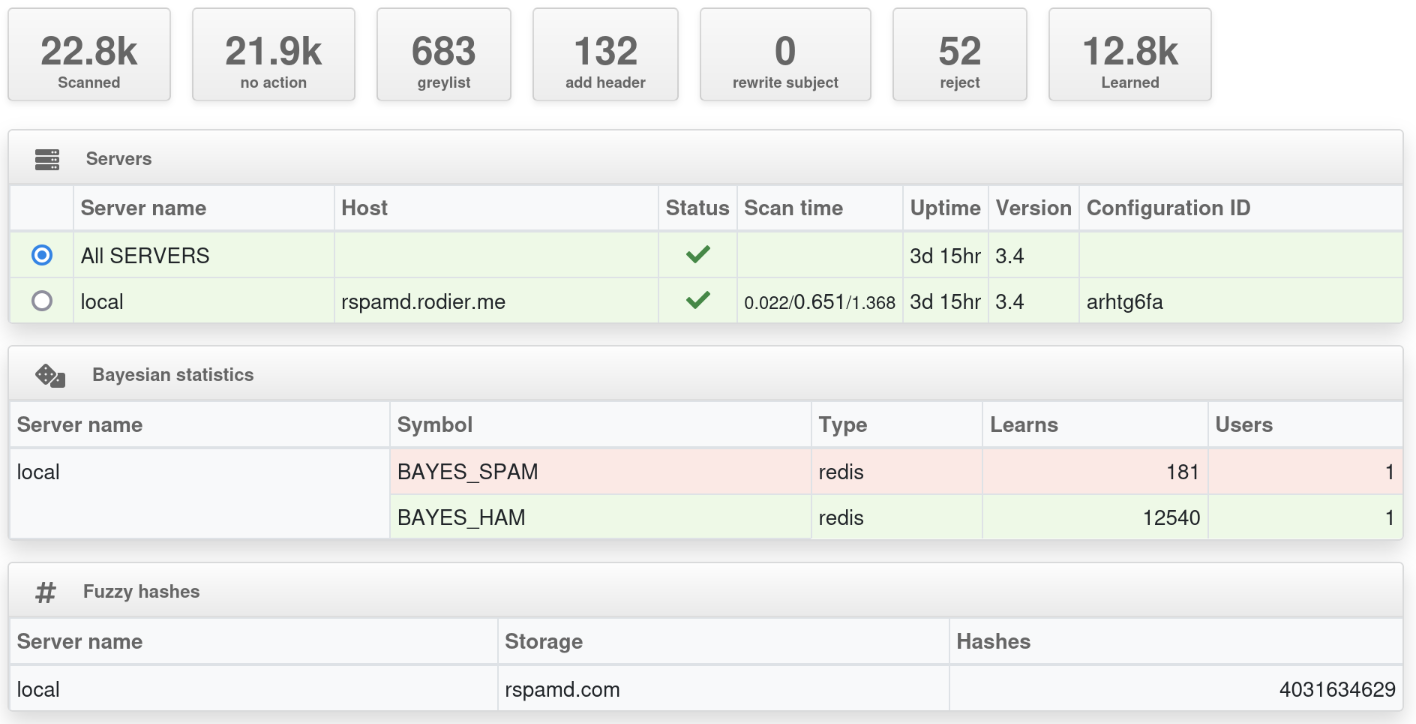 22.8k 21.9k 683 132 0 52 12.8k
Scanned no action greylist add header rewrite subject reject Learned
Servers
Server name Host Status Scan time Uptime Version Configuration ID
All SERVERS 3d 15hr 3.4
local rspamd.rodier.me 0.022/0.651/1.368 3d 15hr 3.4 arhtg6fa
Bayesian statistics
Server name Symbol Type Learns Users
local BAYES_SPAM redis 181 1
BAYES_HAM redis 12540 1
Fuzzy hashes
Server name Storage Hashes
local rspamd.com 4031634629